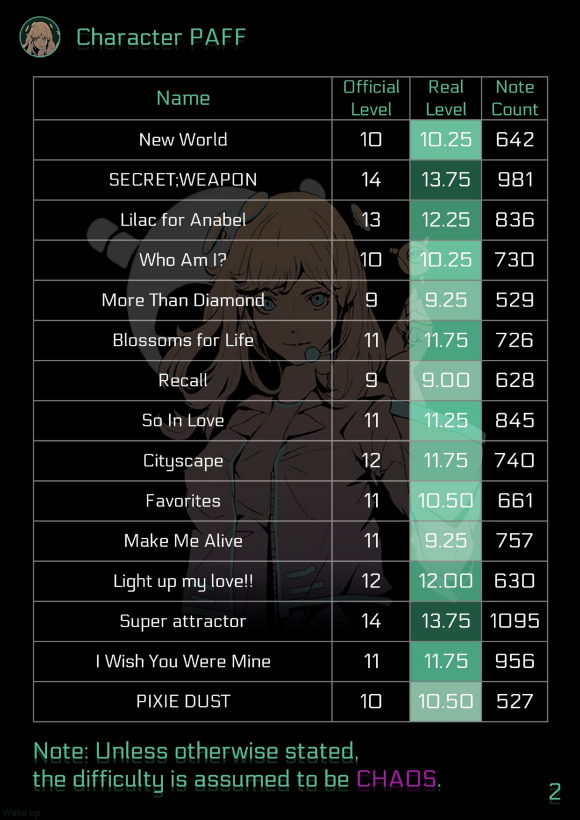 Character PAFF
Name Official Level Real Level Note Count
New World 10 10.25 642
SECRET;WEAPON 14 13.75 981
Lilac for Anabel 13 12.25 836
Who Am I? 10 10.25 730
More Than Diamond 9 9.25 529
Blossoms for Life 11 11.75 726
Recall 9 9.00 628
So In Love 11 11.25 845
Cityscape 12 11.75 740
Favorites 11 10.50 661
Make Me Alive 11 9.25 757
Light up my love!! 12 12.00 630
Super attractor 14 13.75 1095
I Wish You Were Mine 11 11.75 956
PIXIE DUST 10 10.50 527
Note: Unless otherwise stated,
the difficulty is assumed to be CHAOS.
2
Wake up